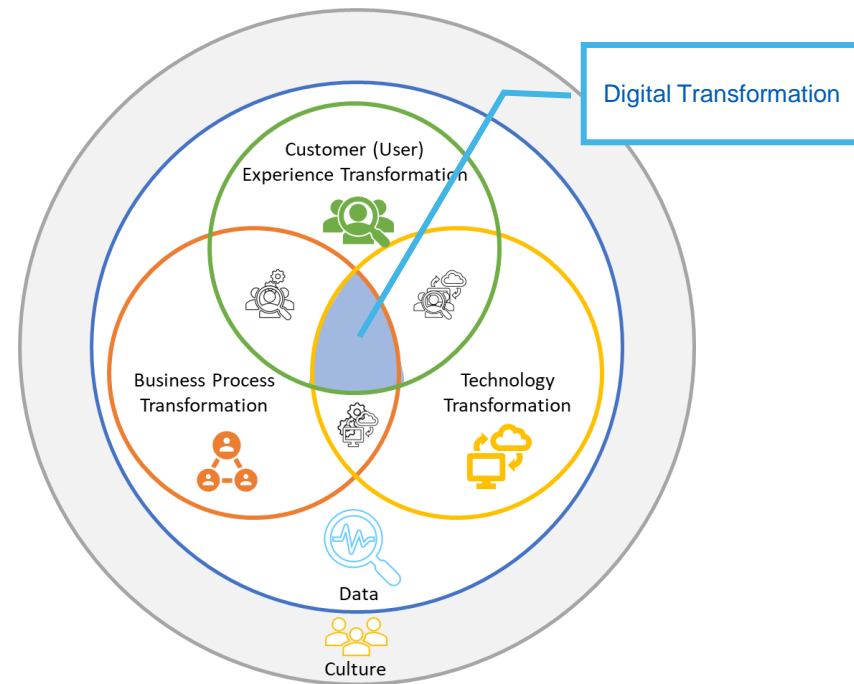 Digital Transformation
Customer (User)
Experience Transformation
Business Process
Transformation
Technology
Transformation
Data
Culture